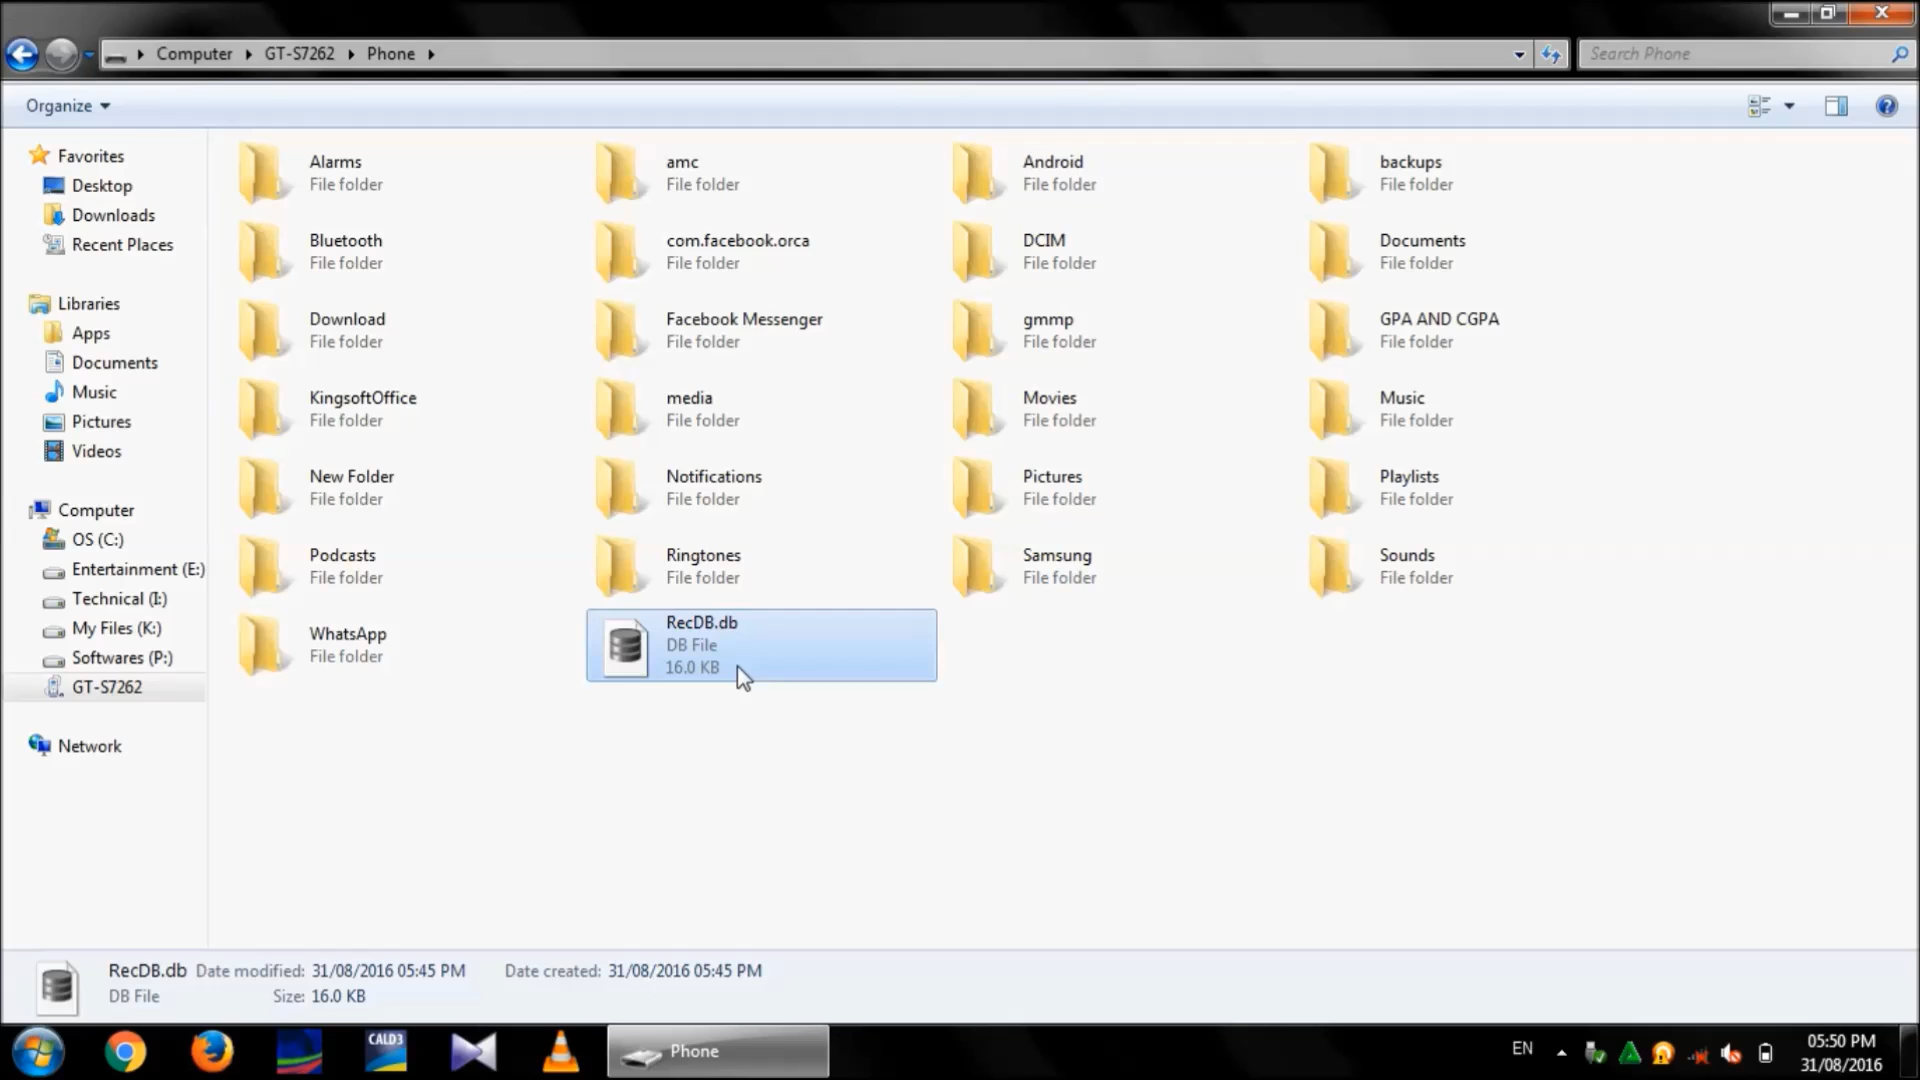 Computer GT-S7262 Phone
Search Phone
Organize
Favorites
Desktop
Downloads
Recent Places
Libraries
Apps
Documents
Music
Pictures
Videos
Computer
OS (C:)
Entertainment (E:)
Technical (I:)
My Files (K:)
Softwares (P:)
GT-S7262
Network
Alarms
File folder
amc
File folder
Android
File folder
backups
File folder
Bluetooth
File folder
com.facebook.orca
File folder
DCIM
File folder
Documents
File folder
Download
File folder
Facebook Messenger
File folder
gmmp
File folder
GPA AND CGPA
File folder
KingsoftOffice
File folder
media
File folder
Movies
File folder
Music
File folder
New Folder
File folder
Notifications
File folder
Pictures
File folder
Playlists
File folder
Podcasts
File folder
Ringtones
File folder
Samsung
File folder
Sounds
File folder
WhatsApp
File folder
RecDB.db
DB File
16.0 KB
RecDB.db Date modified: 31/08/2016 05:45 PM Date created: 31/08/2016 05:45 PM
DB File Size: 16.0 KB
CALD3
Phone
EN
05:50 PM
31/08/2016